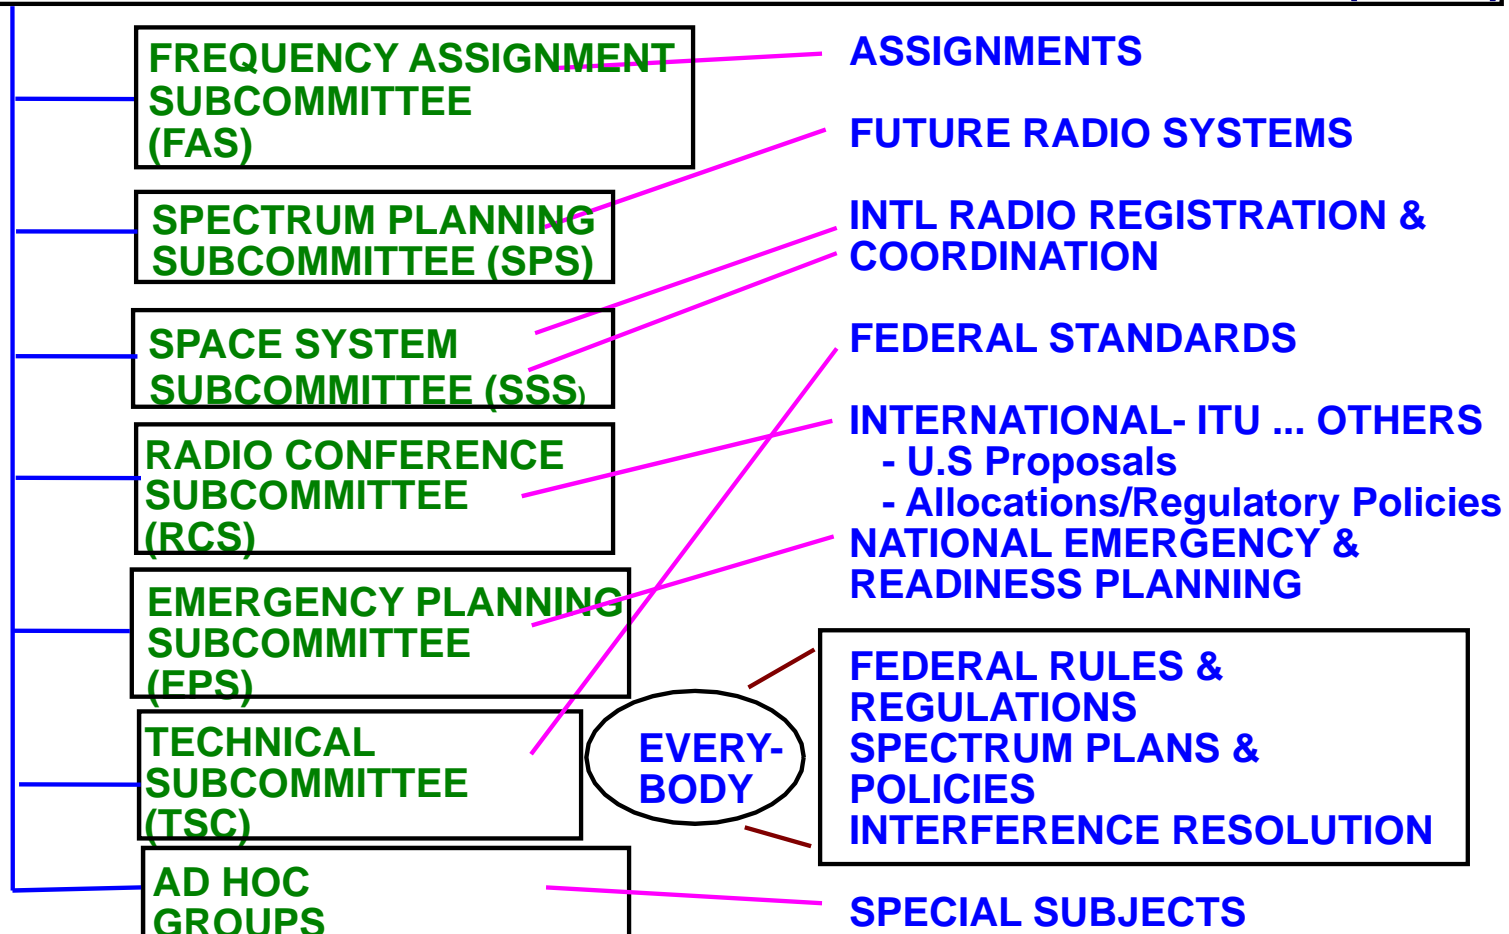 FREQUENCY ASSIGNMENT
SUBCOMMITTEE
(FAS)
SPECTRUM PLANNING
SUBCOMMITTEE (SPS)
SPACE SYSTEM
SUBCOMMITTEE (SSS)
RADIO CONFERENCE
SUBCOMMITTEE
(RCS)
EMERGENCY PLANNING
SUBCOMMITTEE
(EPS)
TECHNICAL
SUBCOMMITTEE
(TSC)
AD HOC
GROUPS
EVERY-
BODY
ASSIGNMENTS
FUTURE RADIO SYSTEMS
INTL RADIO REGISTRATION &
COORDINATION
FEDERAL STANDARDS
INTERNATIONAL- ITU ... OTHERS
- U.S Proposals
- Allocations/Regulatory Policies
NATIONAL EMERGENCY &
READINESS PLANNING
FEDERAL RULES &
REGULATIONS
SPECTRUM PLANS &
POLICIES
INTERFERENCE RESOLUTION
SPECIAL SUBJECTS